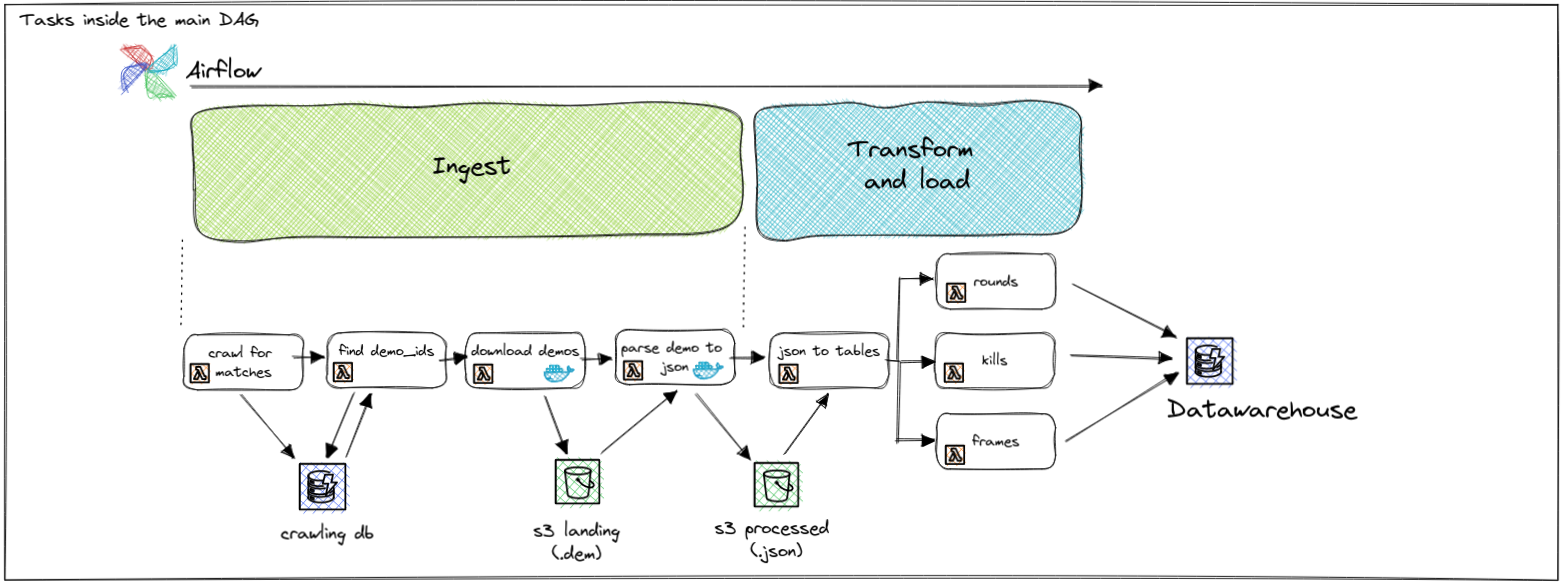 Tasks inside the main DAG
Airflow
Ingest
Transform
and load
crawl for
matches
find demo_ids
download demos
parse demo to
json
json to tables
rounds
kills
frames
Datawarehouse
crawling db
s3 landing
(.dem)
s3 processed
(.json)